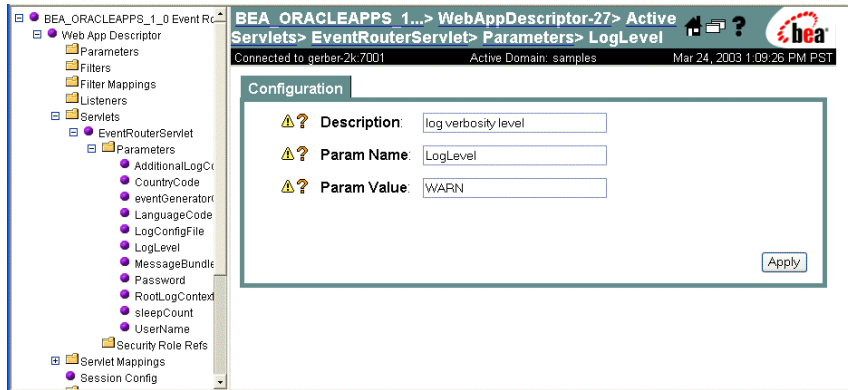 BEA_ORACLEAPPS_1_0 Event Ro
Web App Descriptor
Parameters
Filters
Filter Mappings
Listeners
Servlets
EventRouterServlet
Parameters
AdditionalLogCo
CountryCode
eventGenerator
LanguageCode
LogConfigFile
LogLevel
MessageBundle
Password
RootLogContext
sleepCount
UserName
Security Role Refs
Servlet Mappings
Session Config
BEA_ORACLEAPPS_1...> WebAppDescriptor-27> Active
Servlets> EventRouterServlet> Parameters> LogLevel
?
bea
Connected to gerber-2k:7001 Active Domain: samples Mar 24, 2003 1:09:26 PM PST
Configuration
? Description: log verbosity level
? Param Name: LogLevel
? Param Value: WARN
Apply